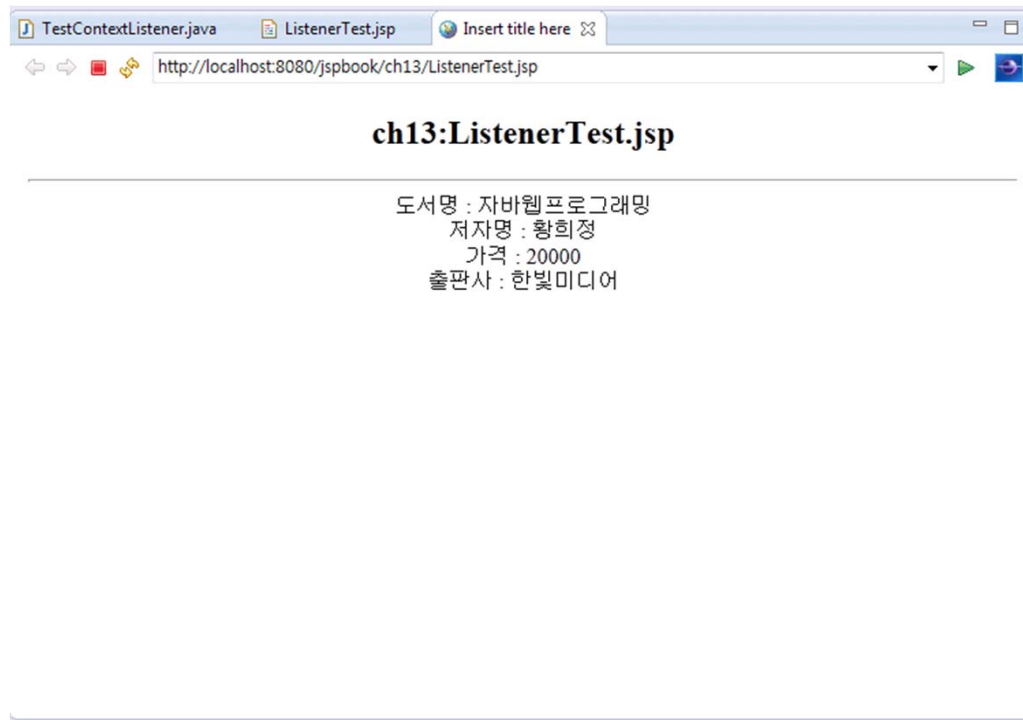 TestContextListener.java ListenerTest.jsp Insert title here
http://localhost:8080/jspbook/ch13/ListenerTest.jsp
ch13:ListenerTest.jsp
도서명 : 자바웹프로그래밍
저자명 : 황희정
가격 : 20000
출판사 : 한빛미디어